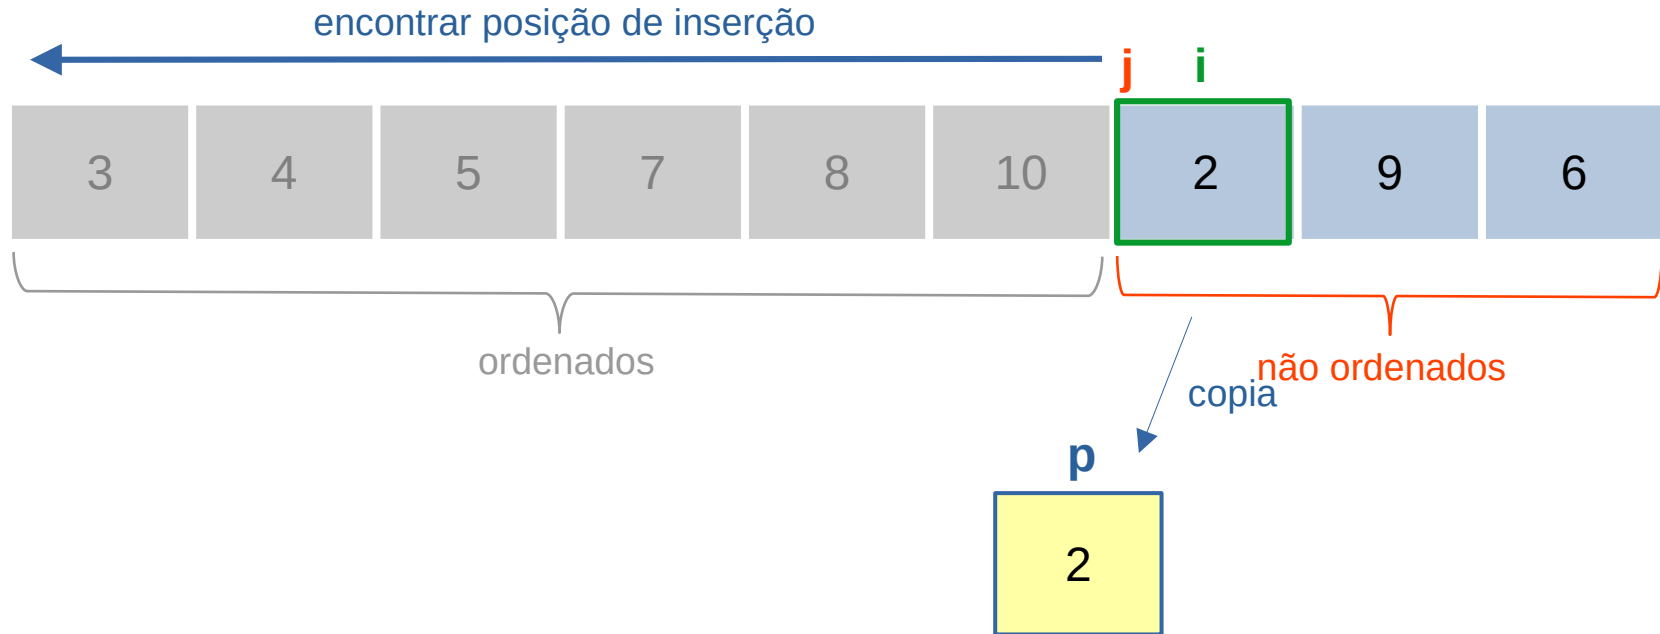 encontrar posição de inserção
j i
3 4 5 7 8 10 2 9 6
ordenados
não ordenados
copia
p
2